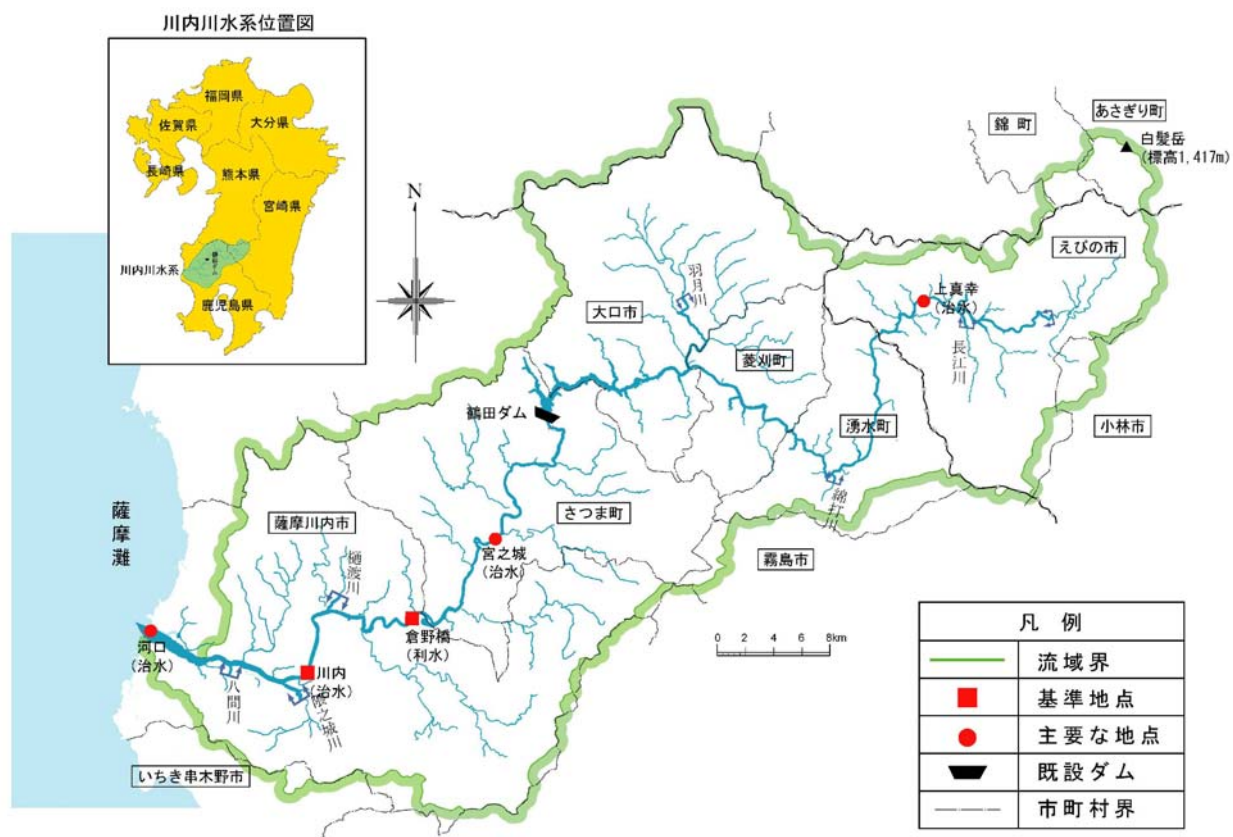 川内川水系位置図
福岡県
佐賀県
大分県
長崎県
熊本県
宮崎県
川内川水系
鶴田ダム
鹿児島県
N
錦 町
あさぎり町
白髪岳
(標高1,417m)
えびの市
上真幸
(治水)
羽月川
大口市
長江川
菱刈町
鶴田ダム
湧水町
小林市
綿打川
さつま町
薩摩灘
薩摩川内市
宮之城
(治水)
樋渡川
霧島市
倉野橋
(利水)
0 2 4 6 8km
河口
(治水)
川内
(治水)
八間川
隈之城川
いちき串木野市
凡 例
流域界
基準地点
主要な地点
既設ダム
市町村界